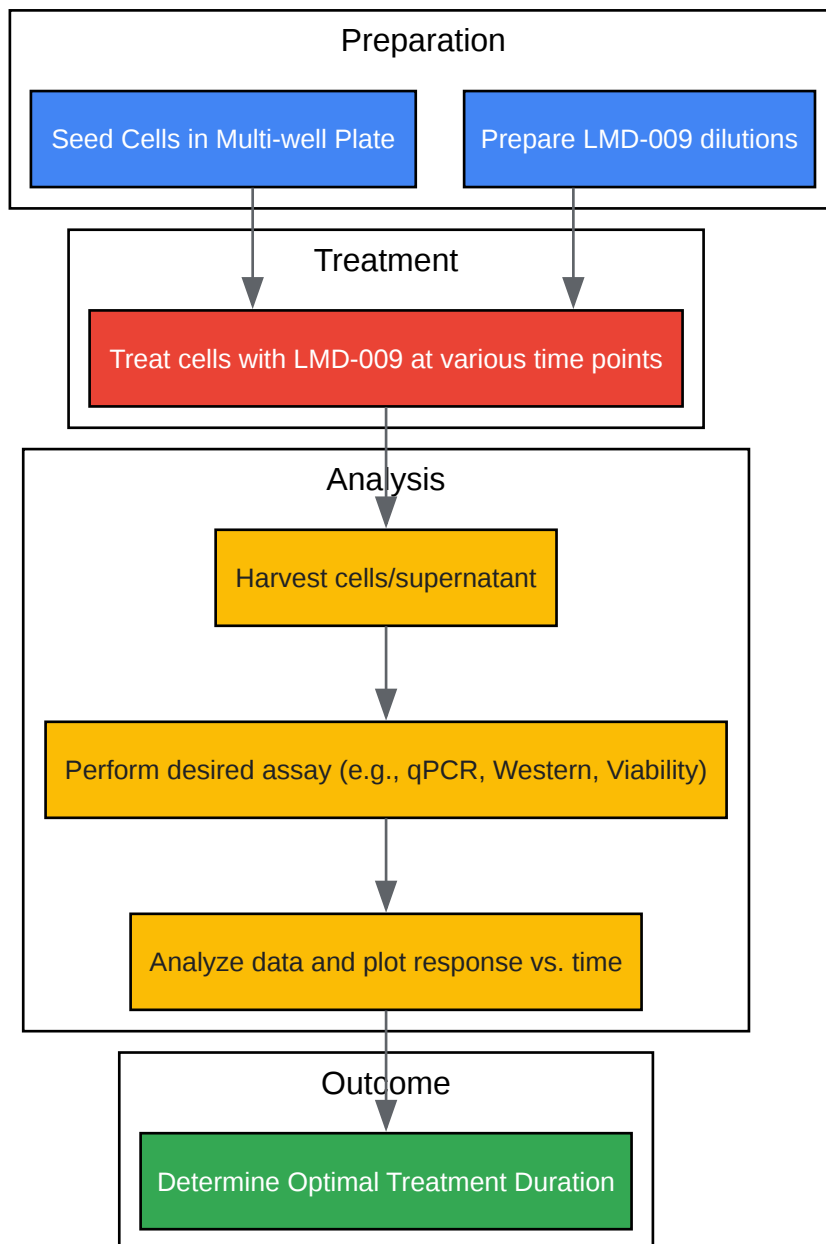 Preparation
Seed Cells in Multi-well Plate
Prepare LMD-009 dilutions
Treatment
Treat cells with LMD-009 at various time points
Analysis
Harvest cells/supernatant
Perform desired assay (e.g., qPCR, Western, Viability)
Analyze data and plot response vs. time
Outcome
Determine Optimal Treatment Duration